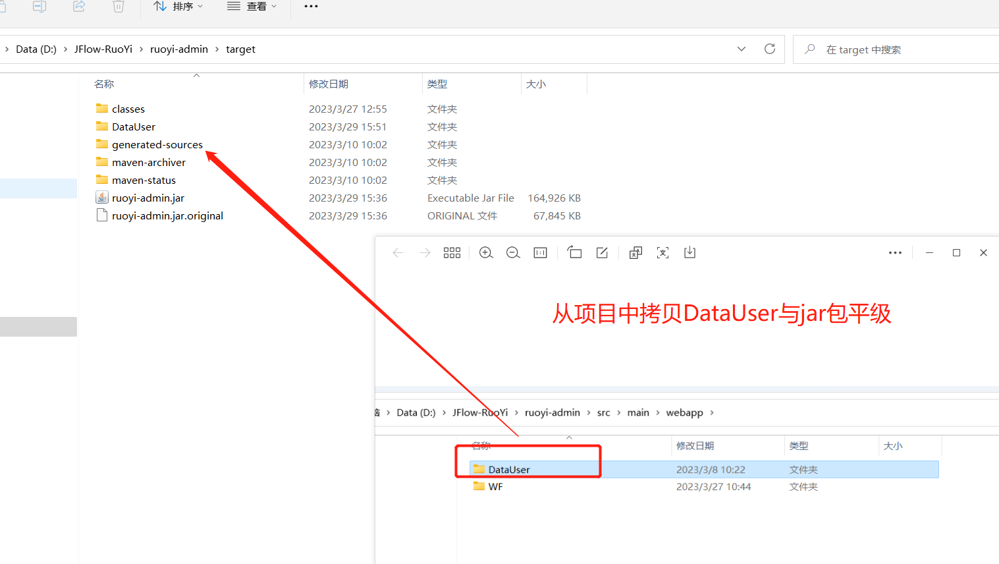 排序 查看
Data (D:) JFlow-RuoYi ruoyi-admin target 在 target 中搜索
名称 修改日期 类型 大小
classes 2023/3/27 12:55 文件夹
DataUser 2023/3/29 15:51 文件夹
generated-sources 2023/3/10 10:02 文件夹
maven-archiver 2023/3/10 10:02 文件夹
maven-status 2023/3/10 10:02 文件夹
ruoyi-admin.jar 2023/3/29 15:36 Executable Jar File 164,926 KB
ruoyi-admin.jar.original 2023/3/29 15:36 ORIGINAL 文件 67,845 KB
从项目中拷贝DataUser与jar包平级
Data (D:) JFlow-RuoYi ruoyi-admin src main webapp
名称 修改日期 类型 大小
DataUser 2023/3/8 10:22 文件夹
WF 2023/3/27 10:44 文件夹